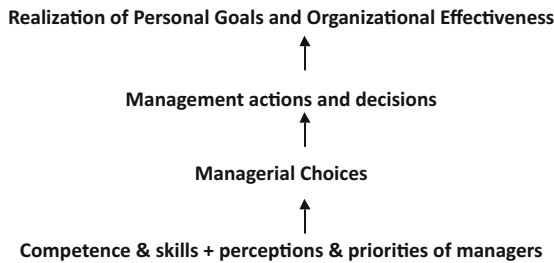 Realization of Personal Goals and Organizational Effectiveness
Management actions and decisions
Managerial Choices
Competence & skills + perceptions & priorities of managers